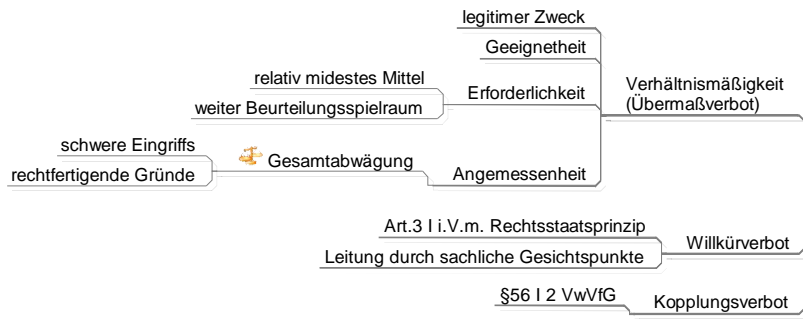 legitimer Zweck
Geeignetheit
relativ midestes Mittel
weiter Beurteilungsspielraum
Erforderlichkeit
schwere Eingriffs
rechtfertigende Gründe
Gesamtabwägung
Angemessenheit
Verhältnismäßigkeit
(Übermaßverbot)
Art.3 I i.V.m. Rechtsstaatsprinzip
Leitung durch sachliche Gesichtspunkte
Willkürverbot
§56 I 2 VwVfG
Kopplungsverbot